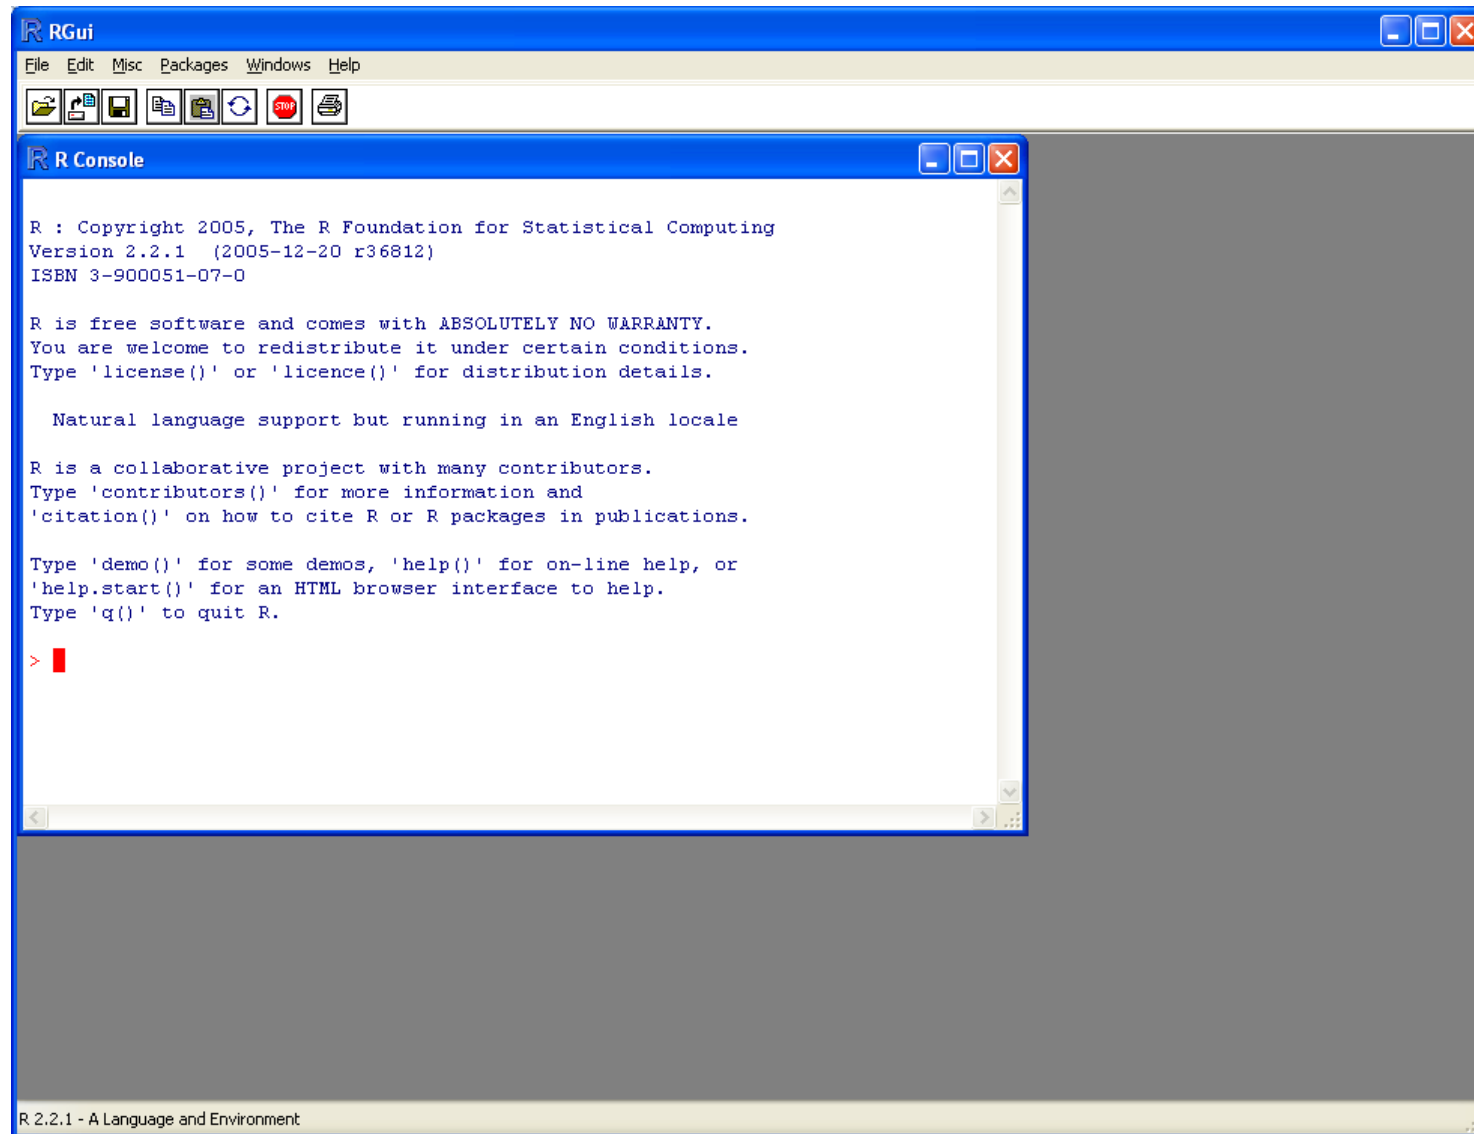 RGui
File Edit Misc Packages Windows Help
STOP
R Console
R : Copyright 2005, The R Foundation for Statistical Computing
Version 2.2.1  (2005-12-20 r36812)
ISBN 3-900051-07-0
R is free software and comes with ABSOLUTELY NO WARRANTY.
You are welcome to redistribute it under certain conditions.
Type 'license()' or 'licence()' for distribution details.
Natural language support but running in an English locale
R is a collaborative project with many contributors.
Type 'contributors()' for more information and
'citation()' on how to cite R or R packages in publications.
Type 'demo()' for some demos, 'help()' for on-line help, or
'help.start()' for an HTML browser interface to help.
Type 'q()' to quit R.
>
R 2.2.1 - A Language and Environment